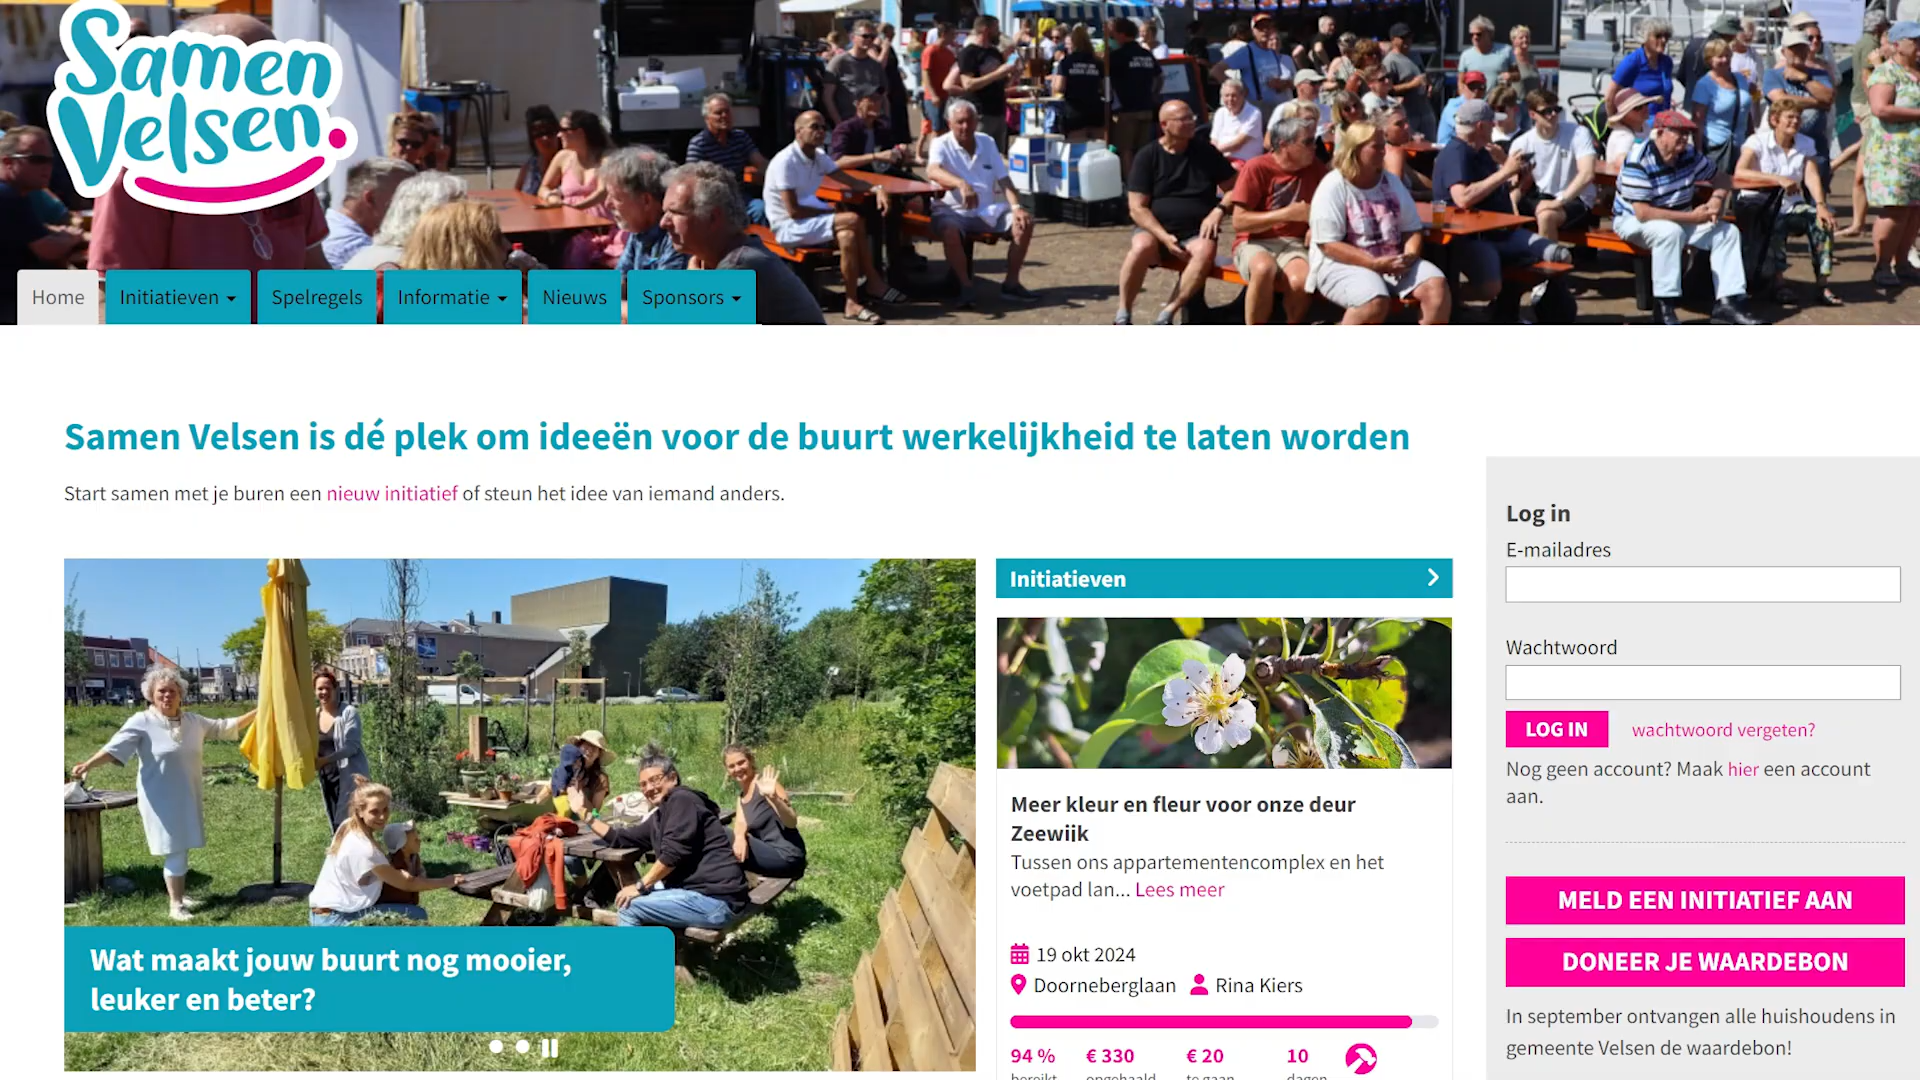 Samen
Velsen.
Home
Initiatieven
Spelregels
Informatie
Nieuws
Sponsors
Samen Velsen is dé plek om ideeën voor de buurt werkelijkheid te laten worden
Start samen met je buren een nieuw initiatief of steun het idee van iemand anders.
Wat maakt jouw buurt nog mooier,
leuker en beter?
Initiatieven
Meer kleur en fleur voor onze deur
Zeewijk
Tussen ons appartementencomplex en het
voetpad lan... Lees meer
19 okt 2024
Doorneberglaan Rina Kiers
94 % € 330 € 20 10
bereikt opgehaald te gaan dagen
Log in
E-mailadres
Wachtwoord
LOG IN wachtwoord vergeten?
Nog geen account? Maak hier een account
aan.
MELD EEN INITIATIEF AAN
DONEER JE WAARDEBON
In september ontvangen alle huishoudens in
gemeente Velsen de waardebon!